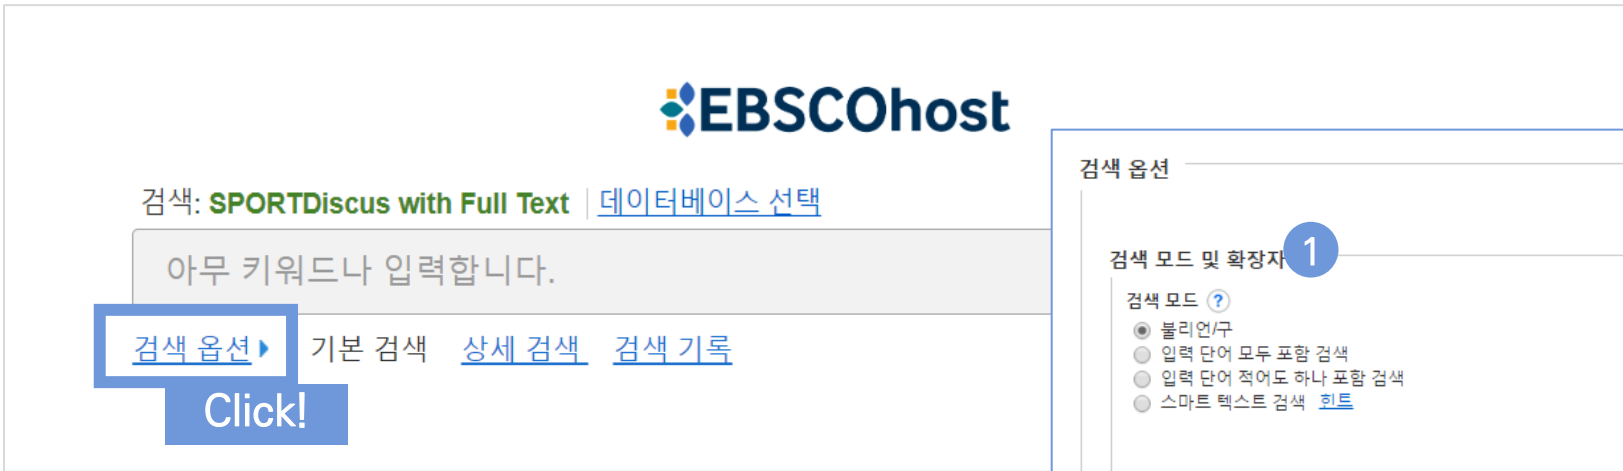 EBSCOhost
검색: SPORTDiscus with Full Text 데이터베이스 선택
아무 키워드나 입력합니다.
검색 옵션 기본 검색 상세 검색 검색 기록
Click!
검색 옵션
검색 모드 및 확장자 1
검색 모드 ?
불리언/구
입력 단어 모두 포함 검색
입력 단어 적어도 하나 포함 검색
스마트 텍스트 검색 힌트